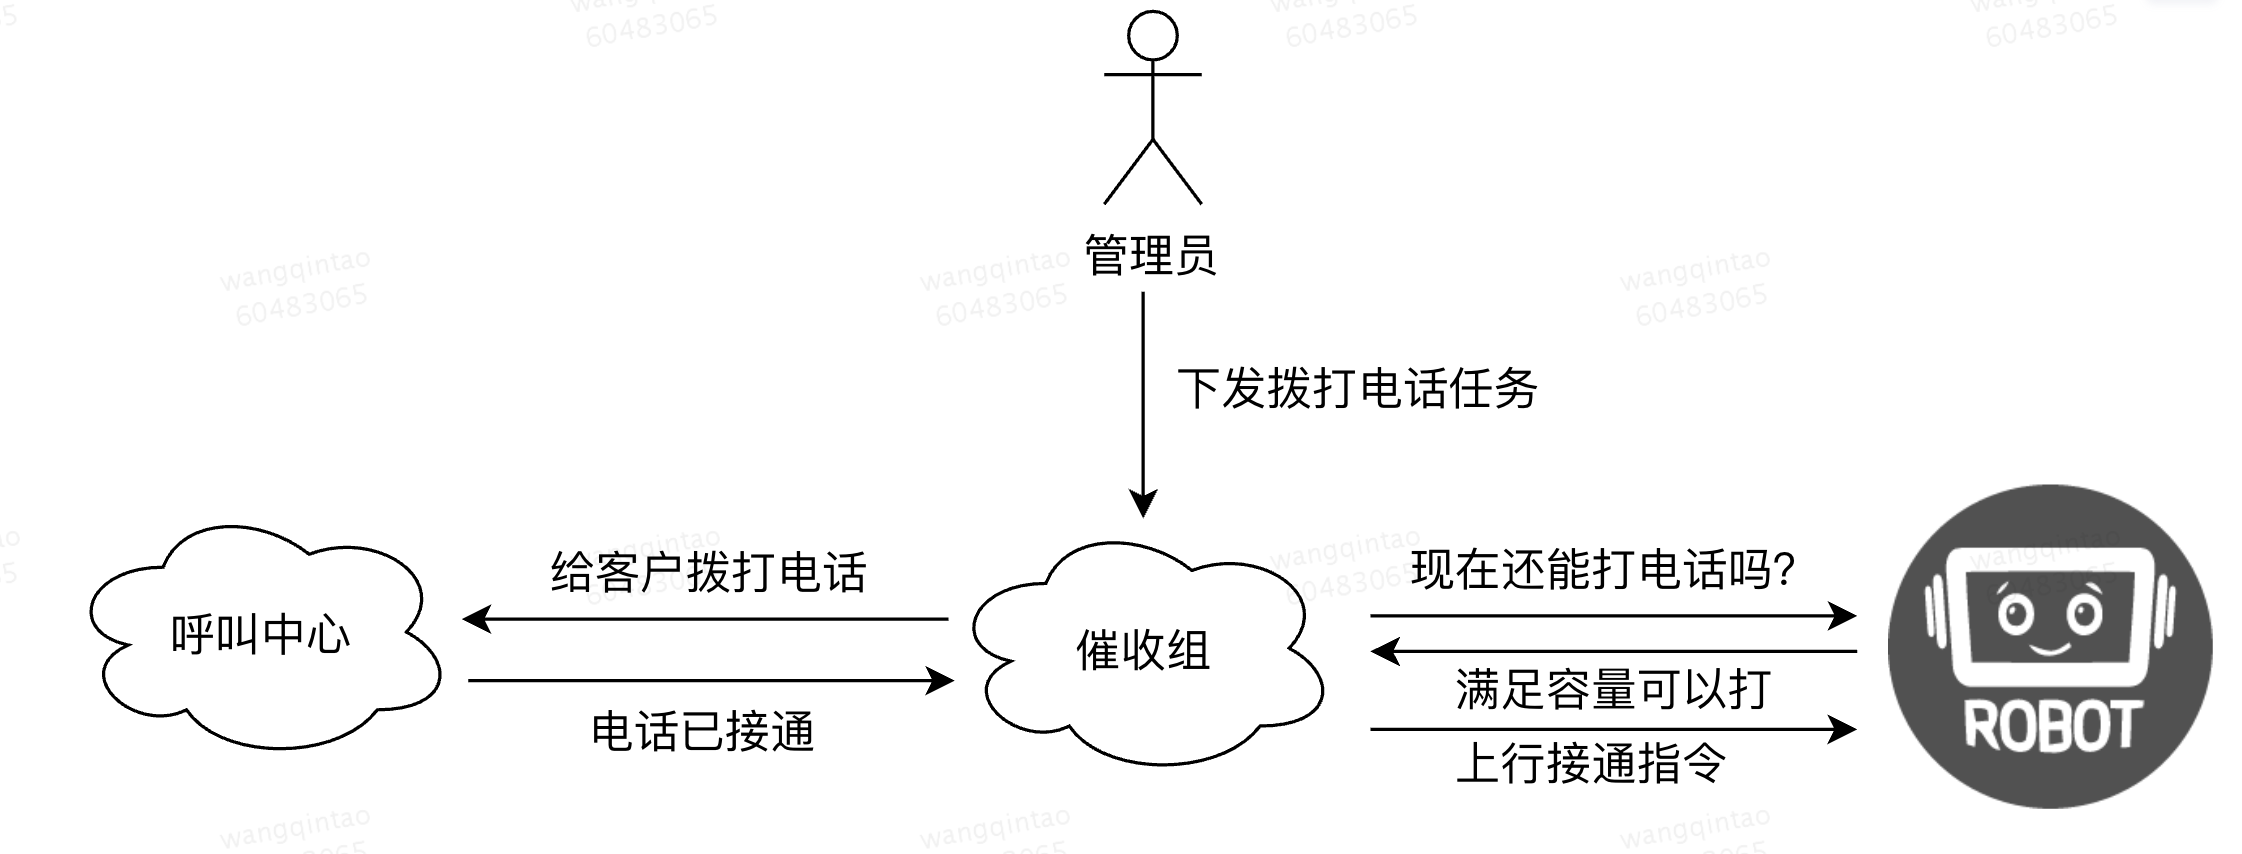 管理员
下发拨打电话任务
给客户拨打电话
现在还能打电话吗?
呼叫中心
催收组
满足容量可以打
ROBOT
电话已接通
上行接通指令
wangqintao
60483065